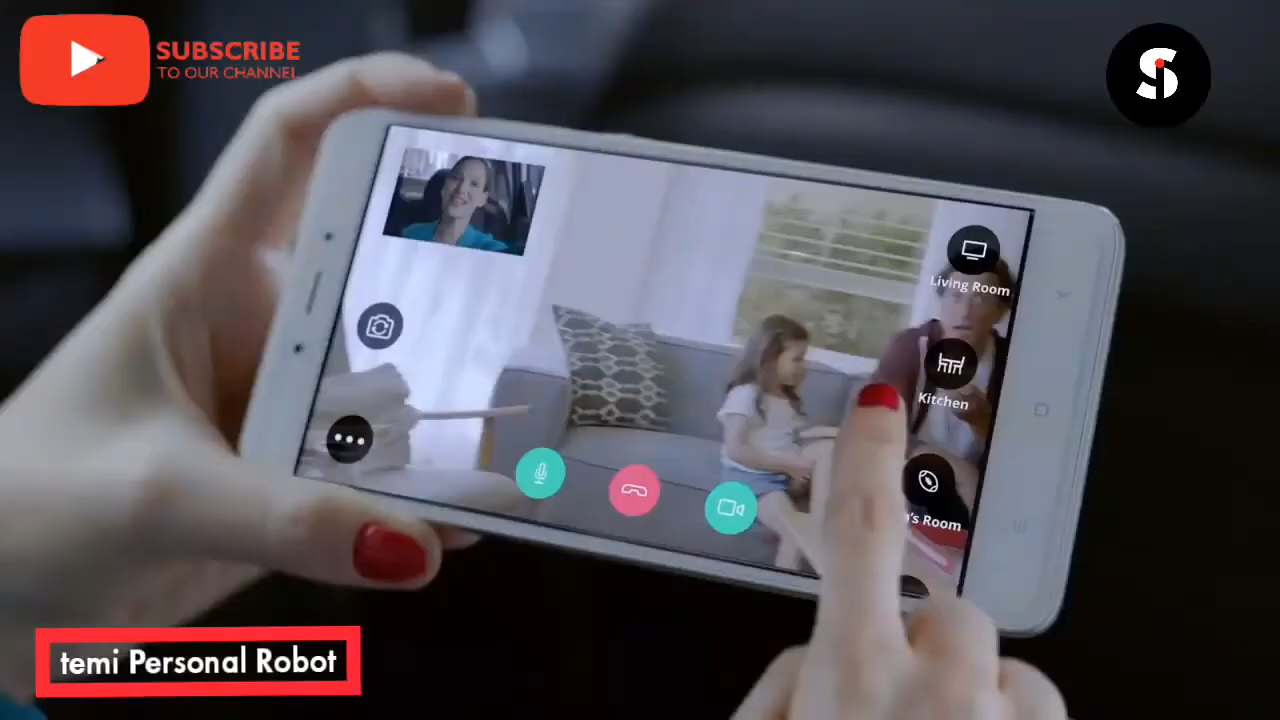 SUBSCRIBE
TO OUR CHANNEL
Living Room
Kitchen
's Room
temi Personal Robot